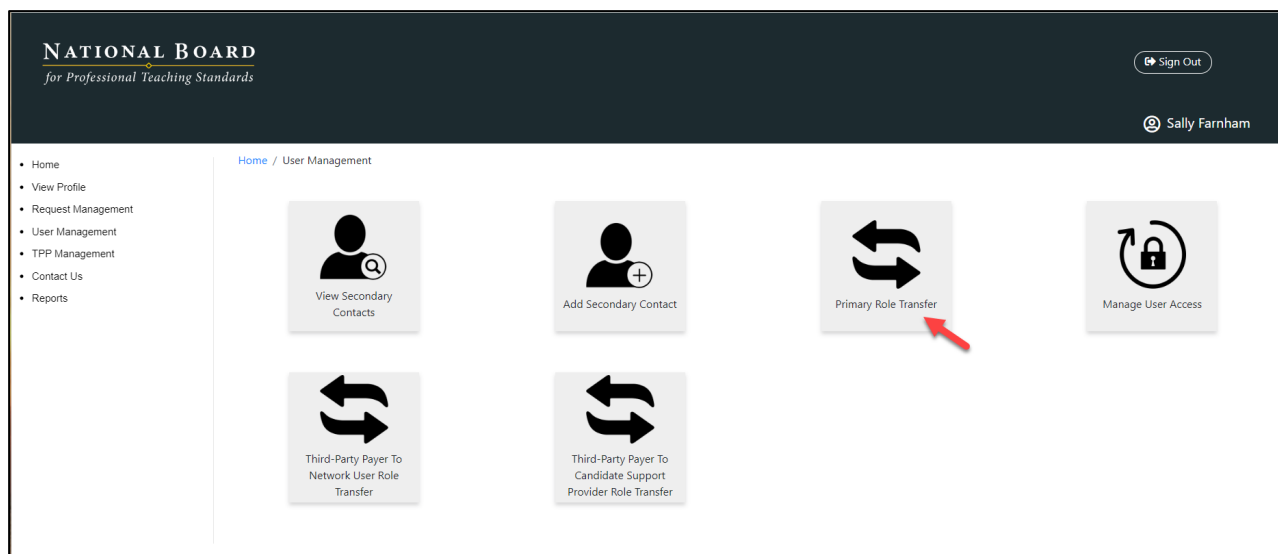 NATIONAL BOARD
for Professional Teaching Standards
Sign Out
Sally Farnham
Home
View Profile
Request Management
User Management
TPP Management
Contact Us
Reports
Home / User Management
View Secondary
Contacts
Add Secondary Contact
Primary Role Transfer
Manage User Access
Third-Party Payer To
Network User Role
Transfer
Third-Party Payer To
Candidate Support
Provider Role Transfer